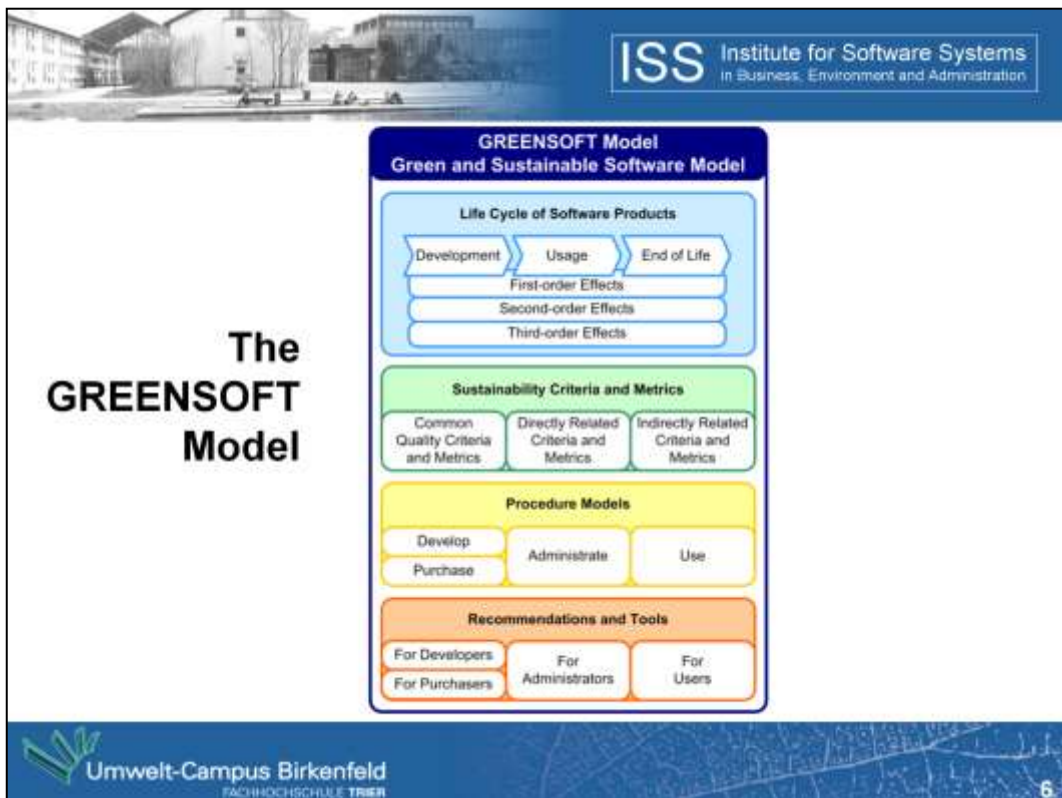 ISS
Institute for Software Systems
in Business, Environment and Administration
The
GREENSOFT
Model
GREENSOFT Model
Green and Sustainable Software Model
Life Cycle of Software Products
Development
Usage
End of Life
First-order Effects
Second-order Effects
Third-order Effects
Sustainability Criteria and Metrics
Common
Quality Criteria
and Metrics
Directly Related
Criteria and
Metrics
Indirectly Related
Criteria and
Metrics
Procedure Models
Develop
Purchase
Administrate
Use
Recommendations and Tools
For Developers
For Purchasers
For
Administrators
For
Users
Umwelt-Campus Birkenfeld
FACHHOCHSCHULE TRIER
6